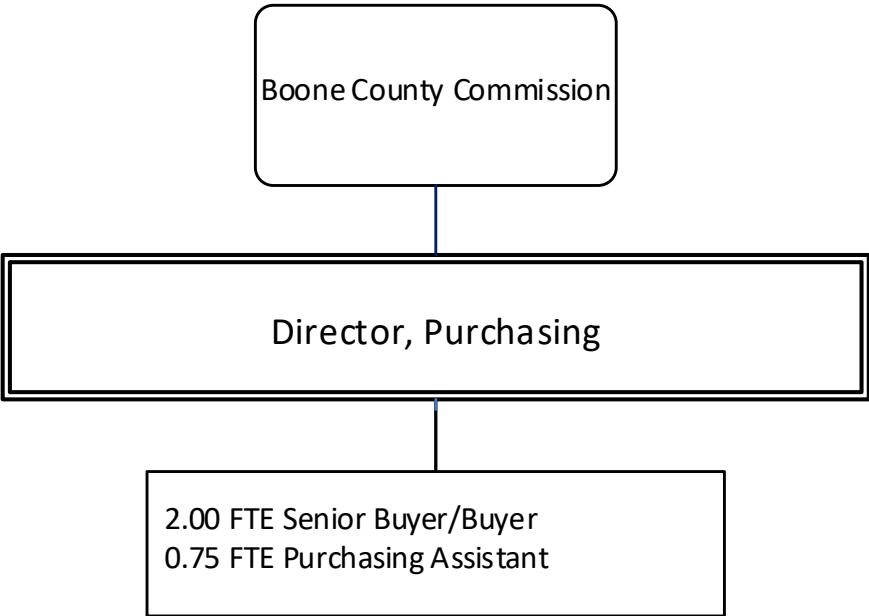 Boone County Commission
Director, Purchasing
2.00 FTE Senior Buyer/Buyer
0.75 FTE Purchasing Assistant